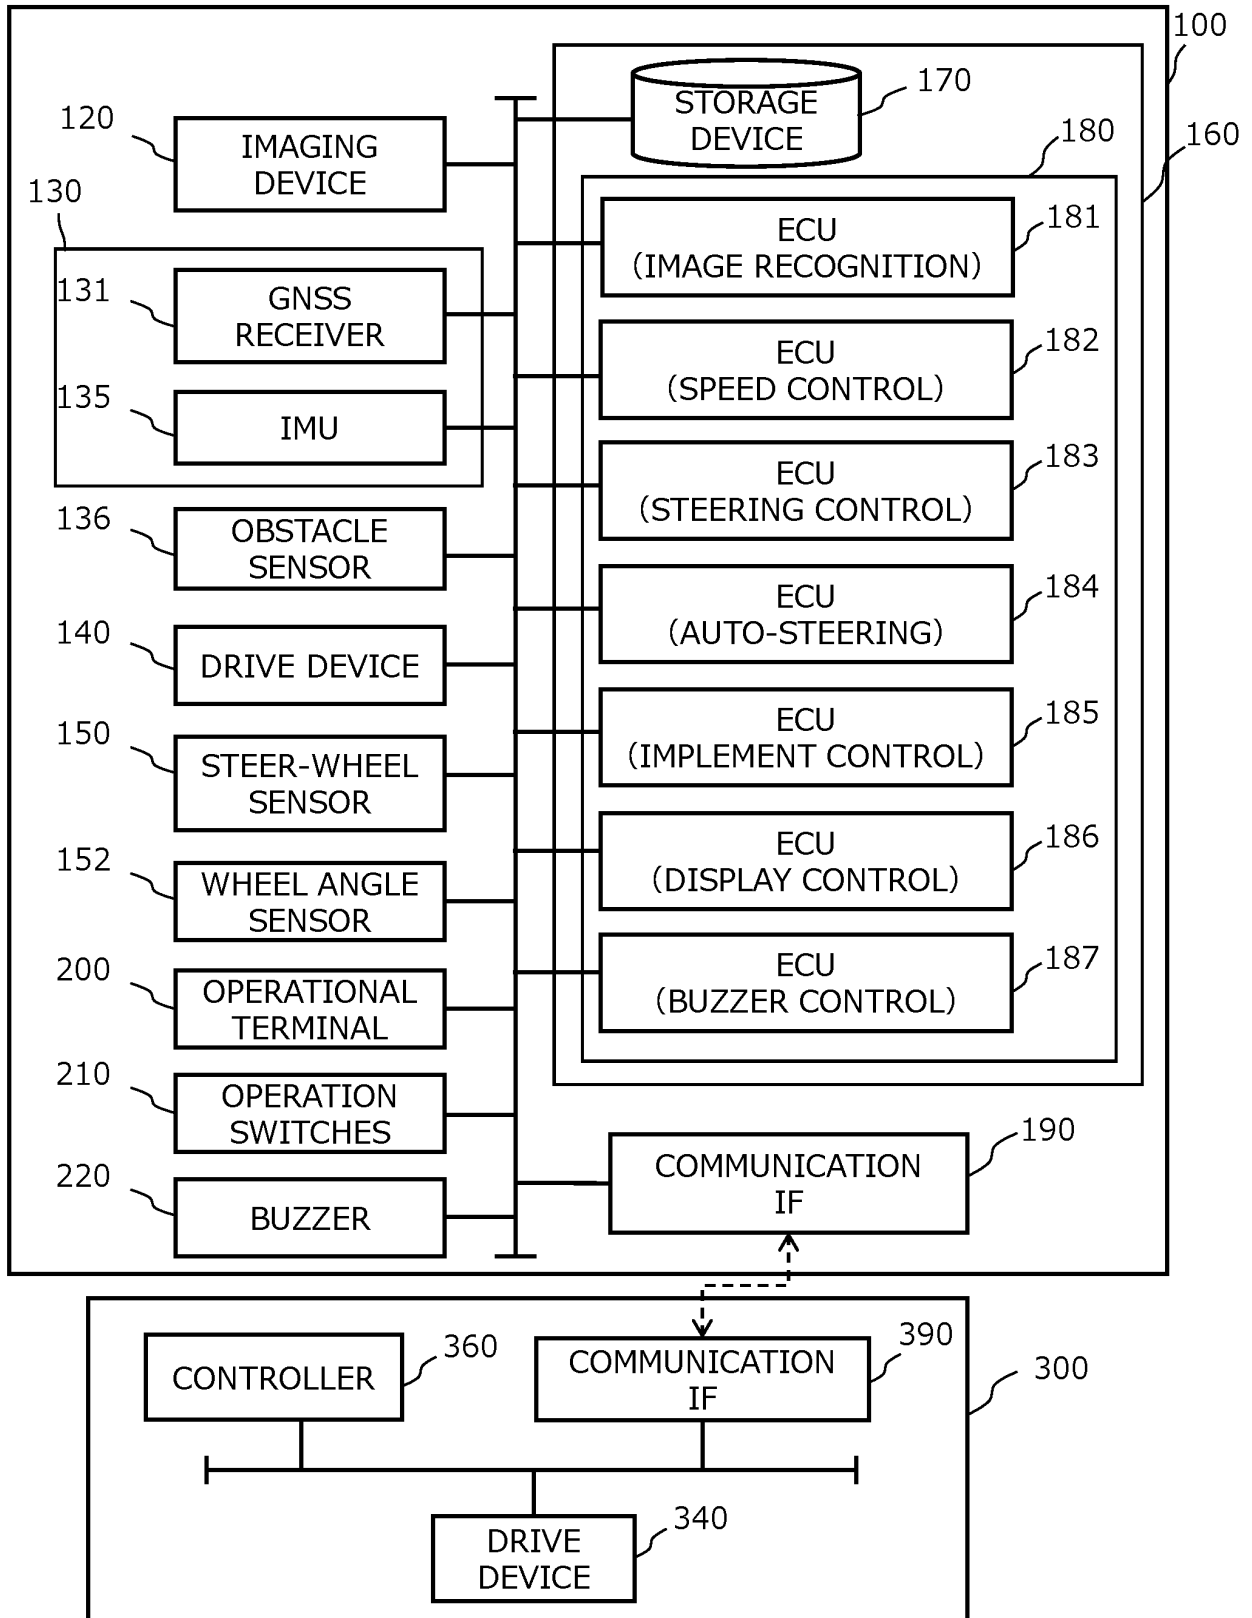 100
STORAGE
DEVICE
170
120
IMAGING
DEVICE
180
160
130
ECU
(IMAGE RECOGNITION)
181
131
GNSS
RECEIVER
ECU
(SPEED CONTROL)
182
135
IMU
ECU
(STEERING CONTROL)
183
136
OBSTACLE
SENSOR
ECU
(AUTO-STEERING)
184
140
DRIVE DEVICE
ECU
(IMPLEMENT CONTROL)
185
150
STEER-WHEEL
SENSOR
ECU
(DISPLAY CONTROL)
186
152
WHEEL ANGLE
SENSOR
ECU
(BUZZER CONTROL)
187
200
OPERATIONAL
TERMINAL
210
OPERATION
SWITCHES
COMMUNICATION
IF
190
220
BUZZER
CONTROLLER
360
COMMUNICATION
IF
390
300
DRIVE
DEVICE
340